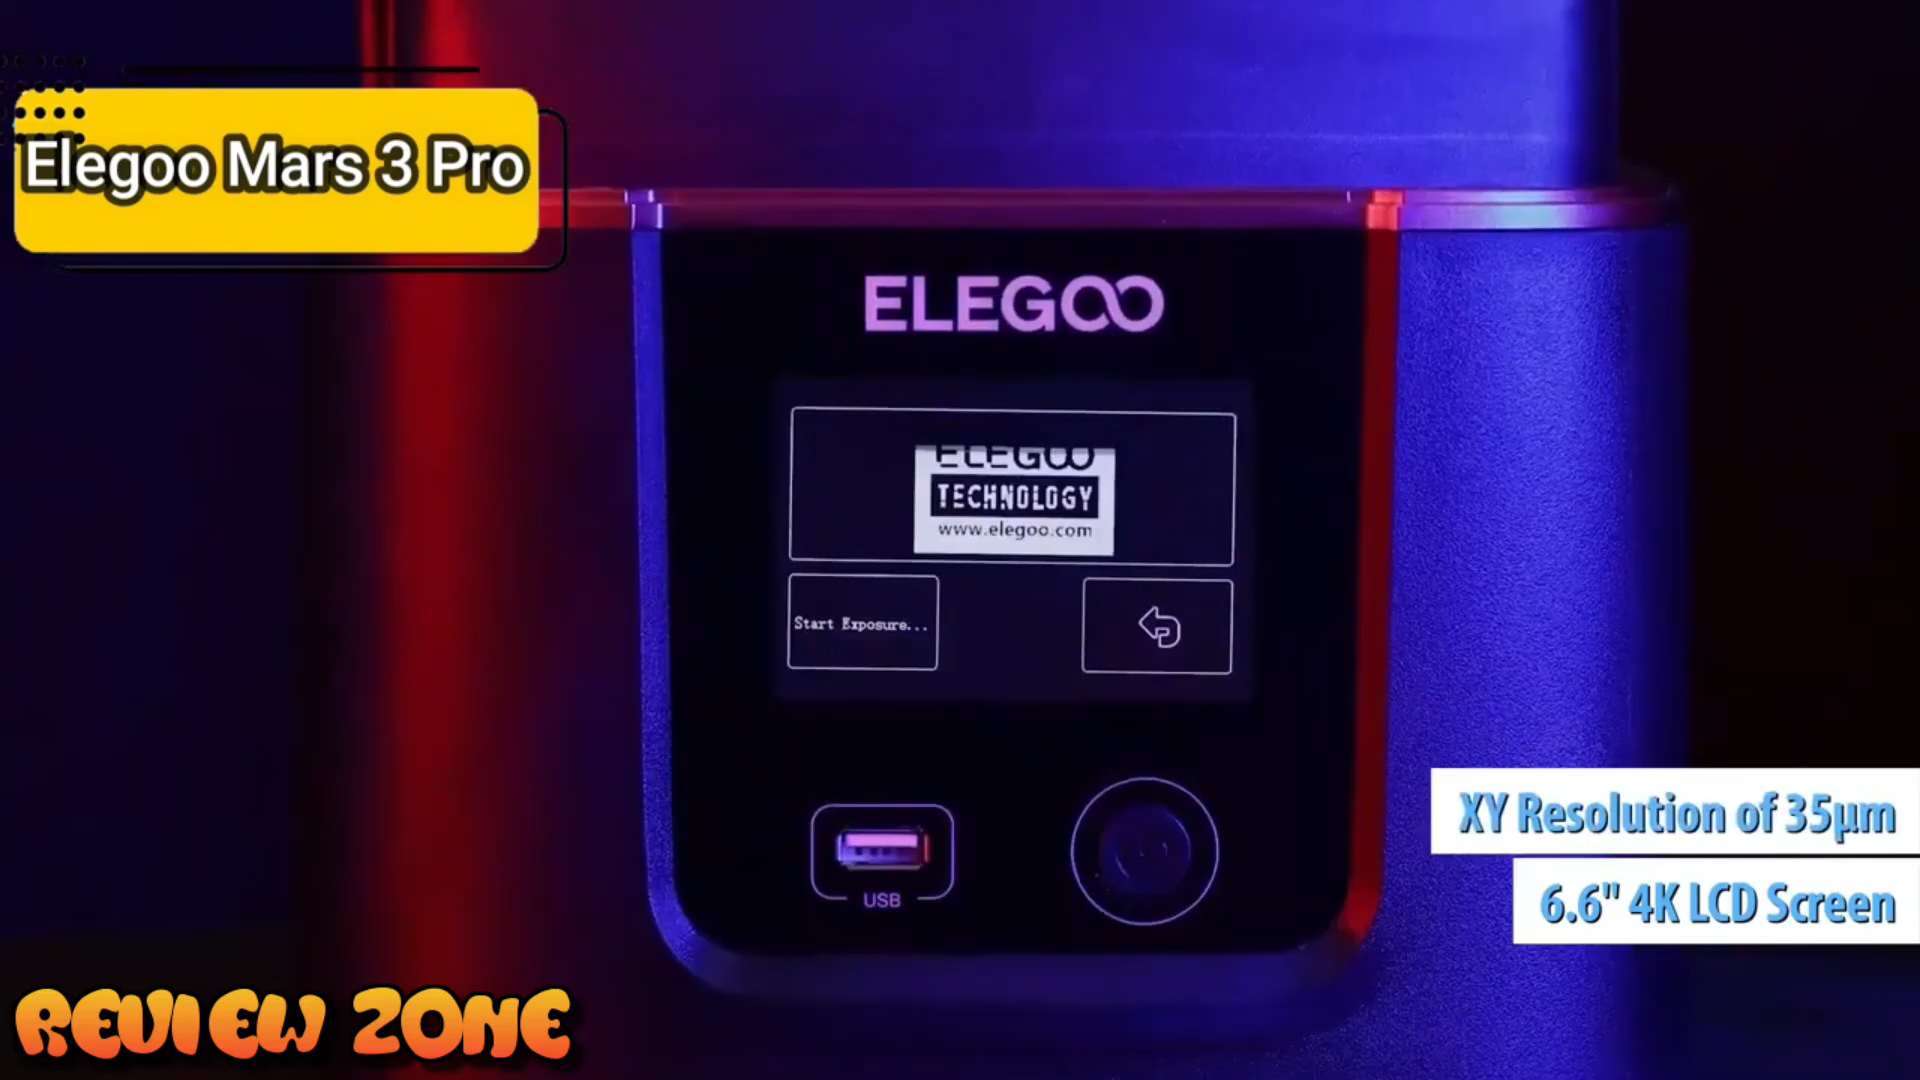 Elegoo Mars 3 Pro
ELEGOO
ELEGOO
TECHNOLOGY
www.elegoo.com
Start Exposure...
USB
XY Resolution of 35µm
6.6" 4K LCD Screen
REVIEW ZONE